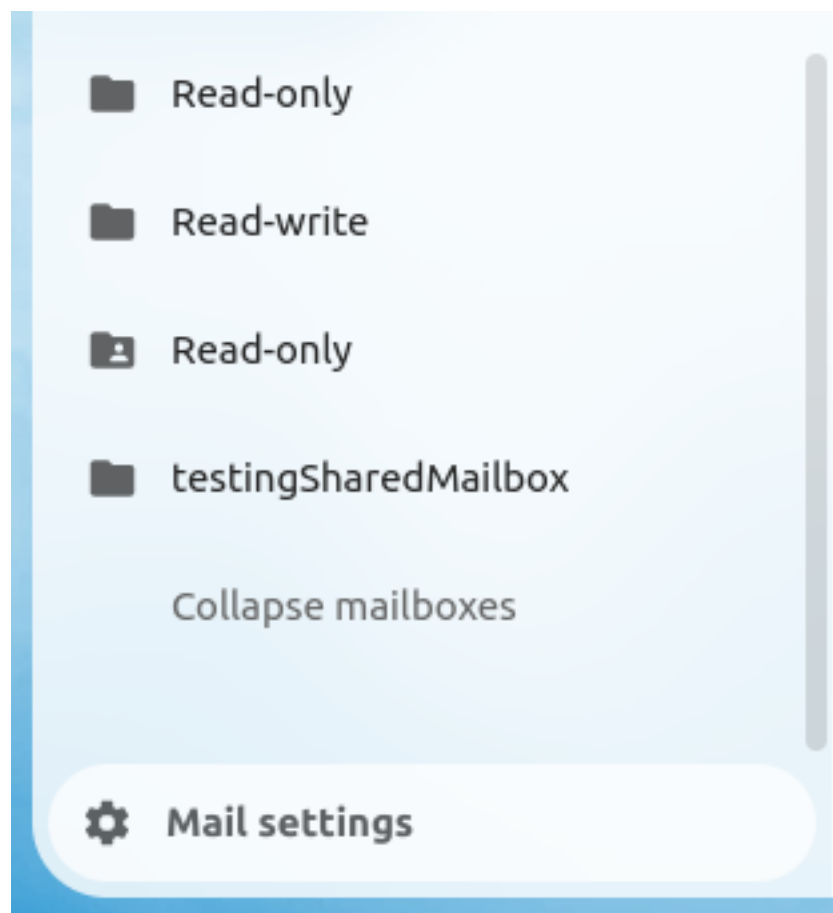 Read-only
Read-write
Read-only
testingSharedMailbox
Collapse mailboxes
Mail settings